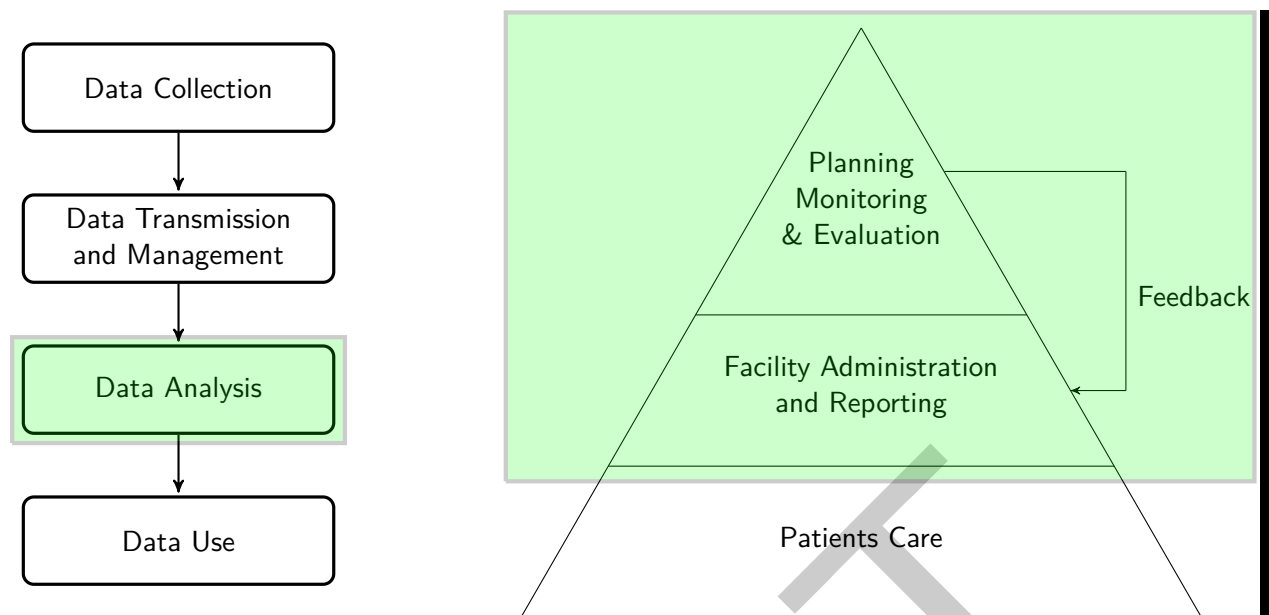 Data Collection
Data Transmission
and Management
Data Analysis
Data Use
Planning
Monitoring
& Evaluation
Feedback
Facility Administration
and Reporting
Patients Care